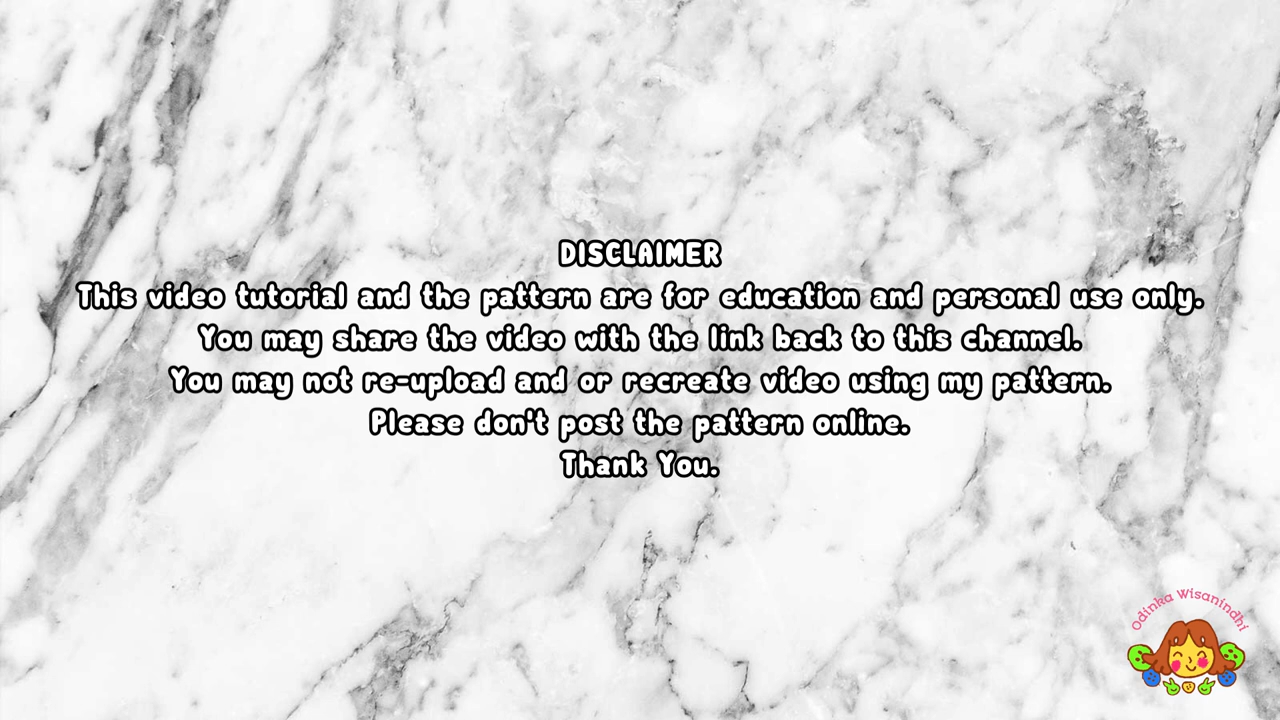 DISCLAIMER
This video tutorial and the pattern are for education and personal use only.
You may share the video with the link back to this channel.
You may not re-upload and or recreate video using my pattern.
Please don't post the pattern online.
Thank You.
Odinka Wisanindhi